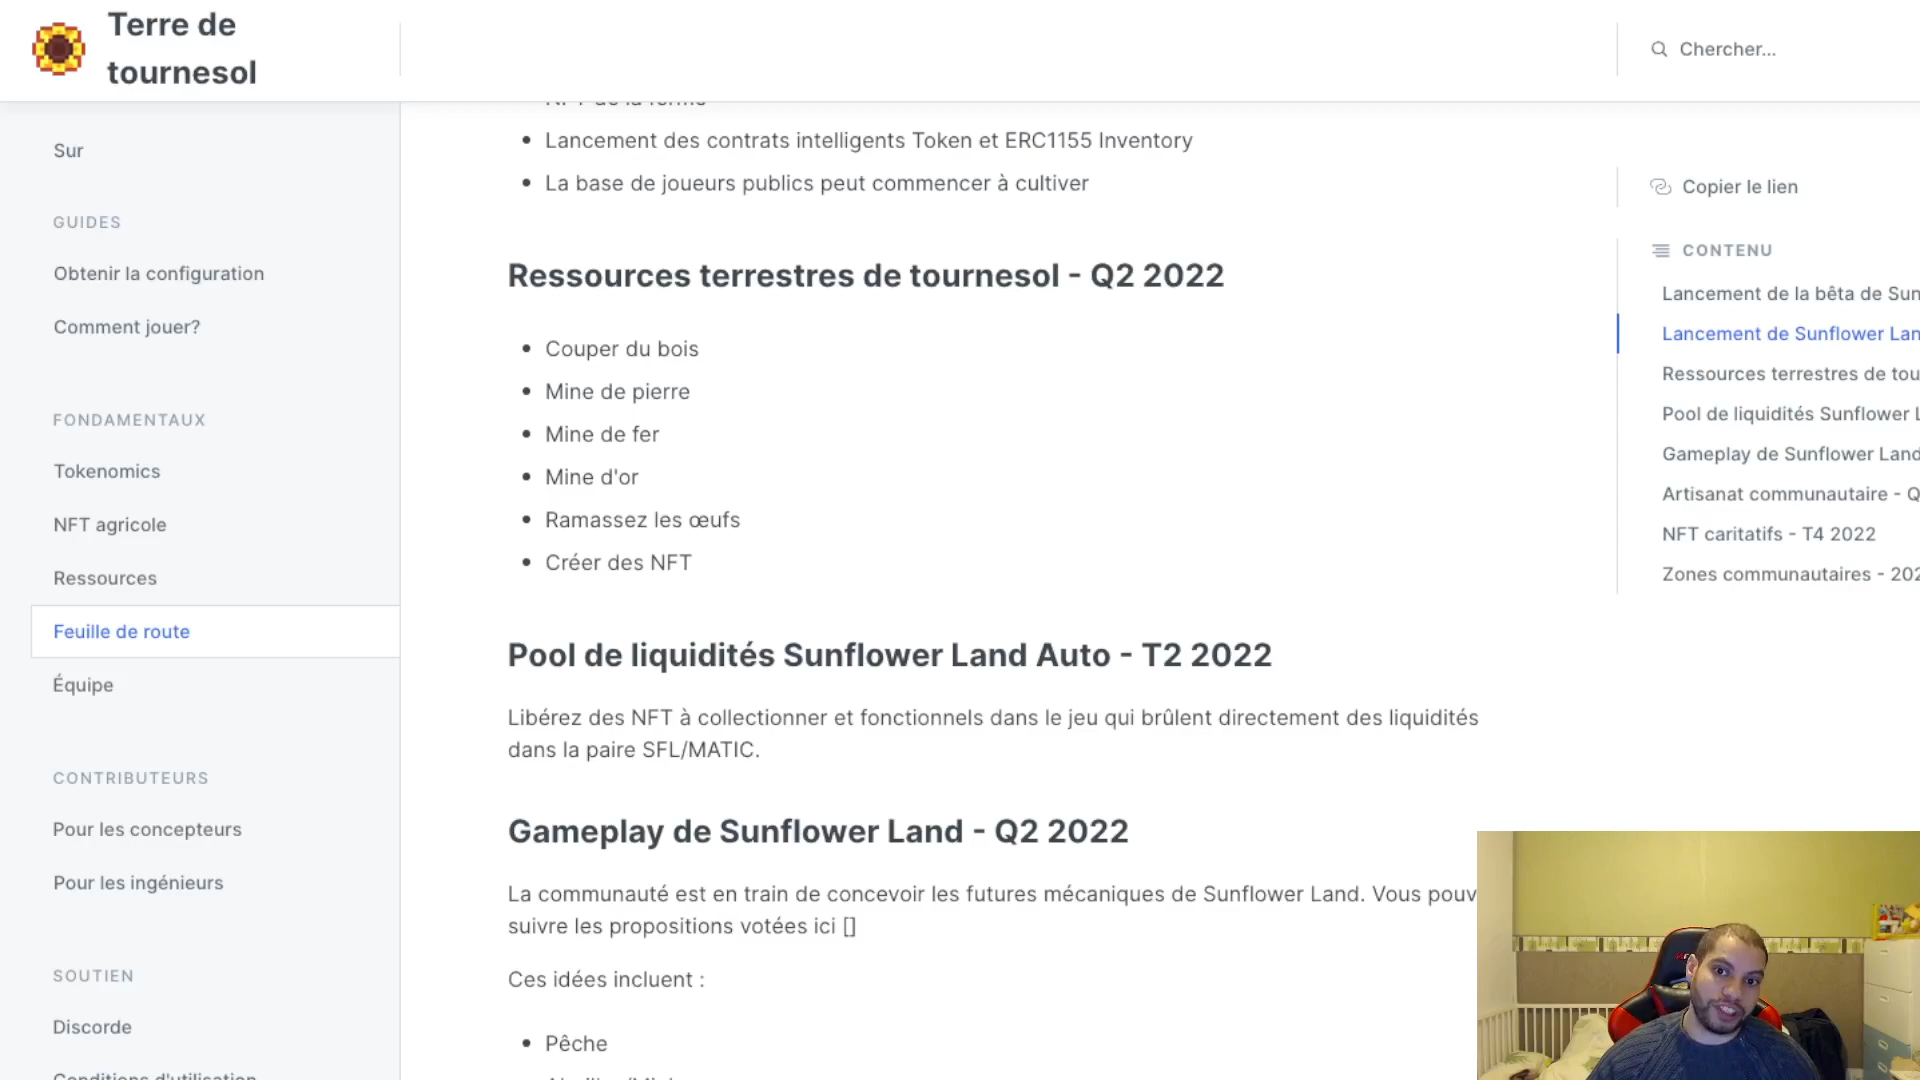 Terre de
tournesol
Chercher...
Sur
GUIDES
Obtenir la configuration
Comment jouer?
FONDAMENTAUX
Tokenomics
NFT agricole
Ressources
Feuille de route
Équipe
CONTRIBUTEURS
Pour les concepteurs
Pour les ingénieurs
SOUTIEN
Discorde
Conditions d'utilisation
NFT de la ferme
Lancement des contrats intelligents Token et ERC1155 Inventory
La base de joueurs publics peut commencer à cultiver
Ressources terrestres de tournesol - Q2 2022
Couper du bois
Mine de pierre
Mine de fer
Mine d'or
Ramassez les œufs
Créer des NFT
Pool de liquidités Sunflower Land Auto - T2 2022
Libérez des NFT à collectionner et fonctionnels dans le jeu qui brûlent directement des liquidités
dans la paire SFL/MATIC.
Gameplay de Sunflower Land - Q2 2022
La communauté est en train de concevoir les futures mécaniques de Sunflower Land. Vous pouv
suivre les propositions votées ici []
Ces idées incluent :
Pêche
Copier le lien
CONTENU
Lancement de la bêta de Sun
Lancement de Sunflower Lan
Ressources terrestres de tou
Pool de liquidités Sunflower L
Gameplay de Sunflower Land
Artisanat communautaire - Q
NFT caritatifs - T4 2022
Zones communautaires - 202